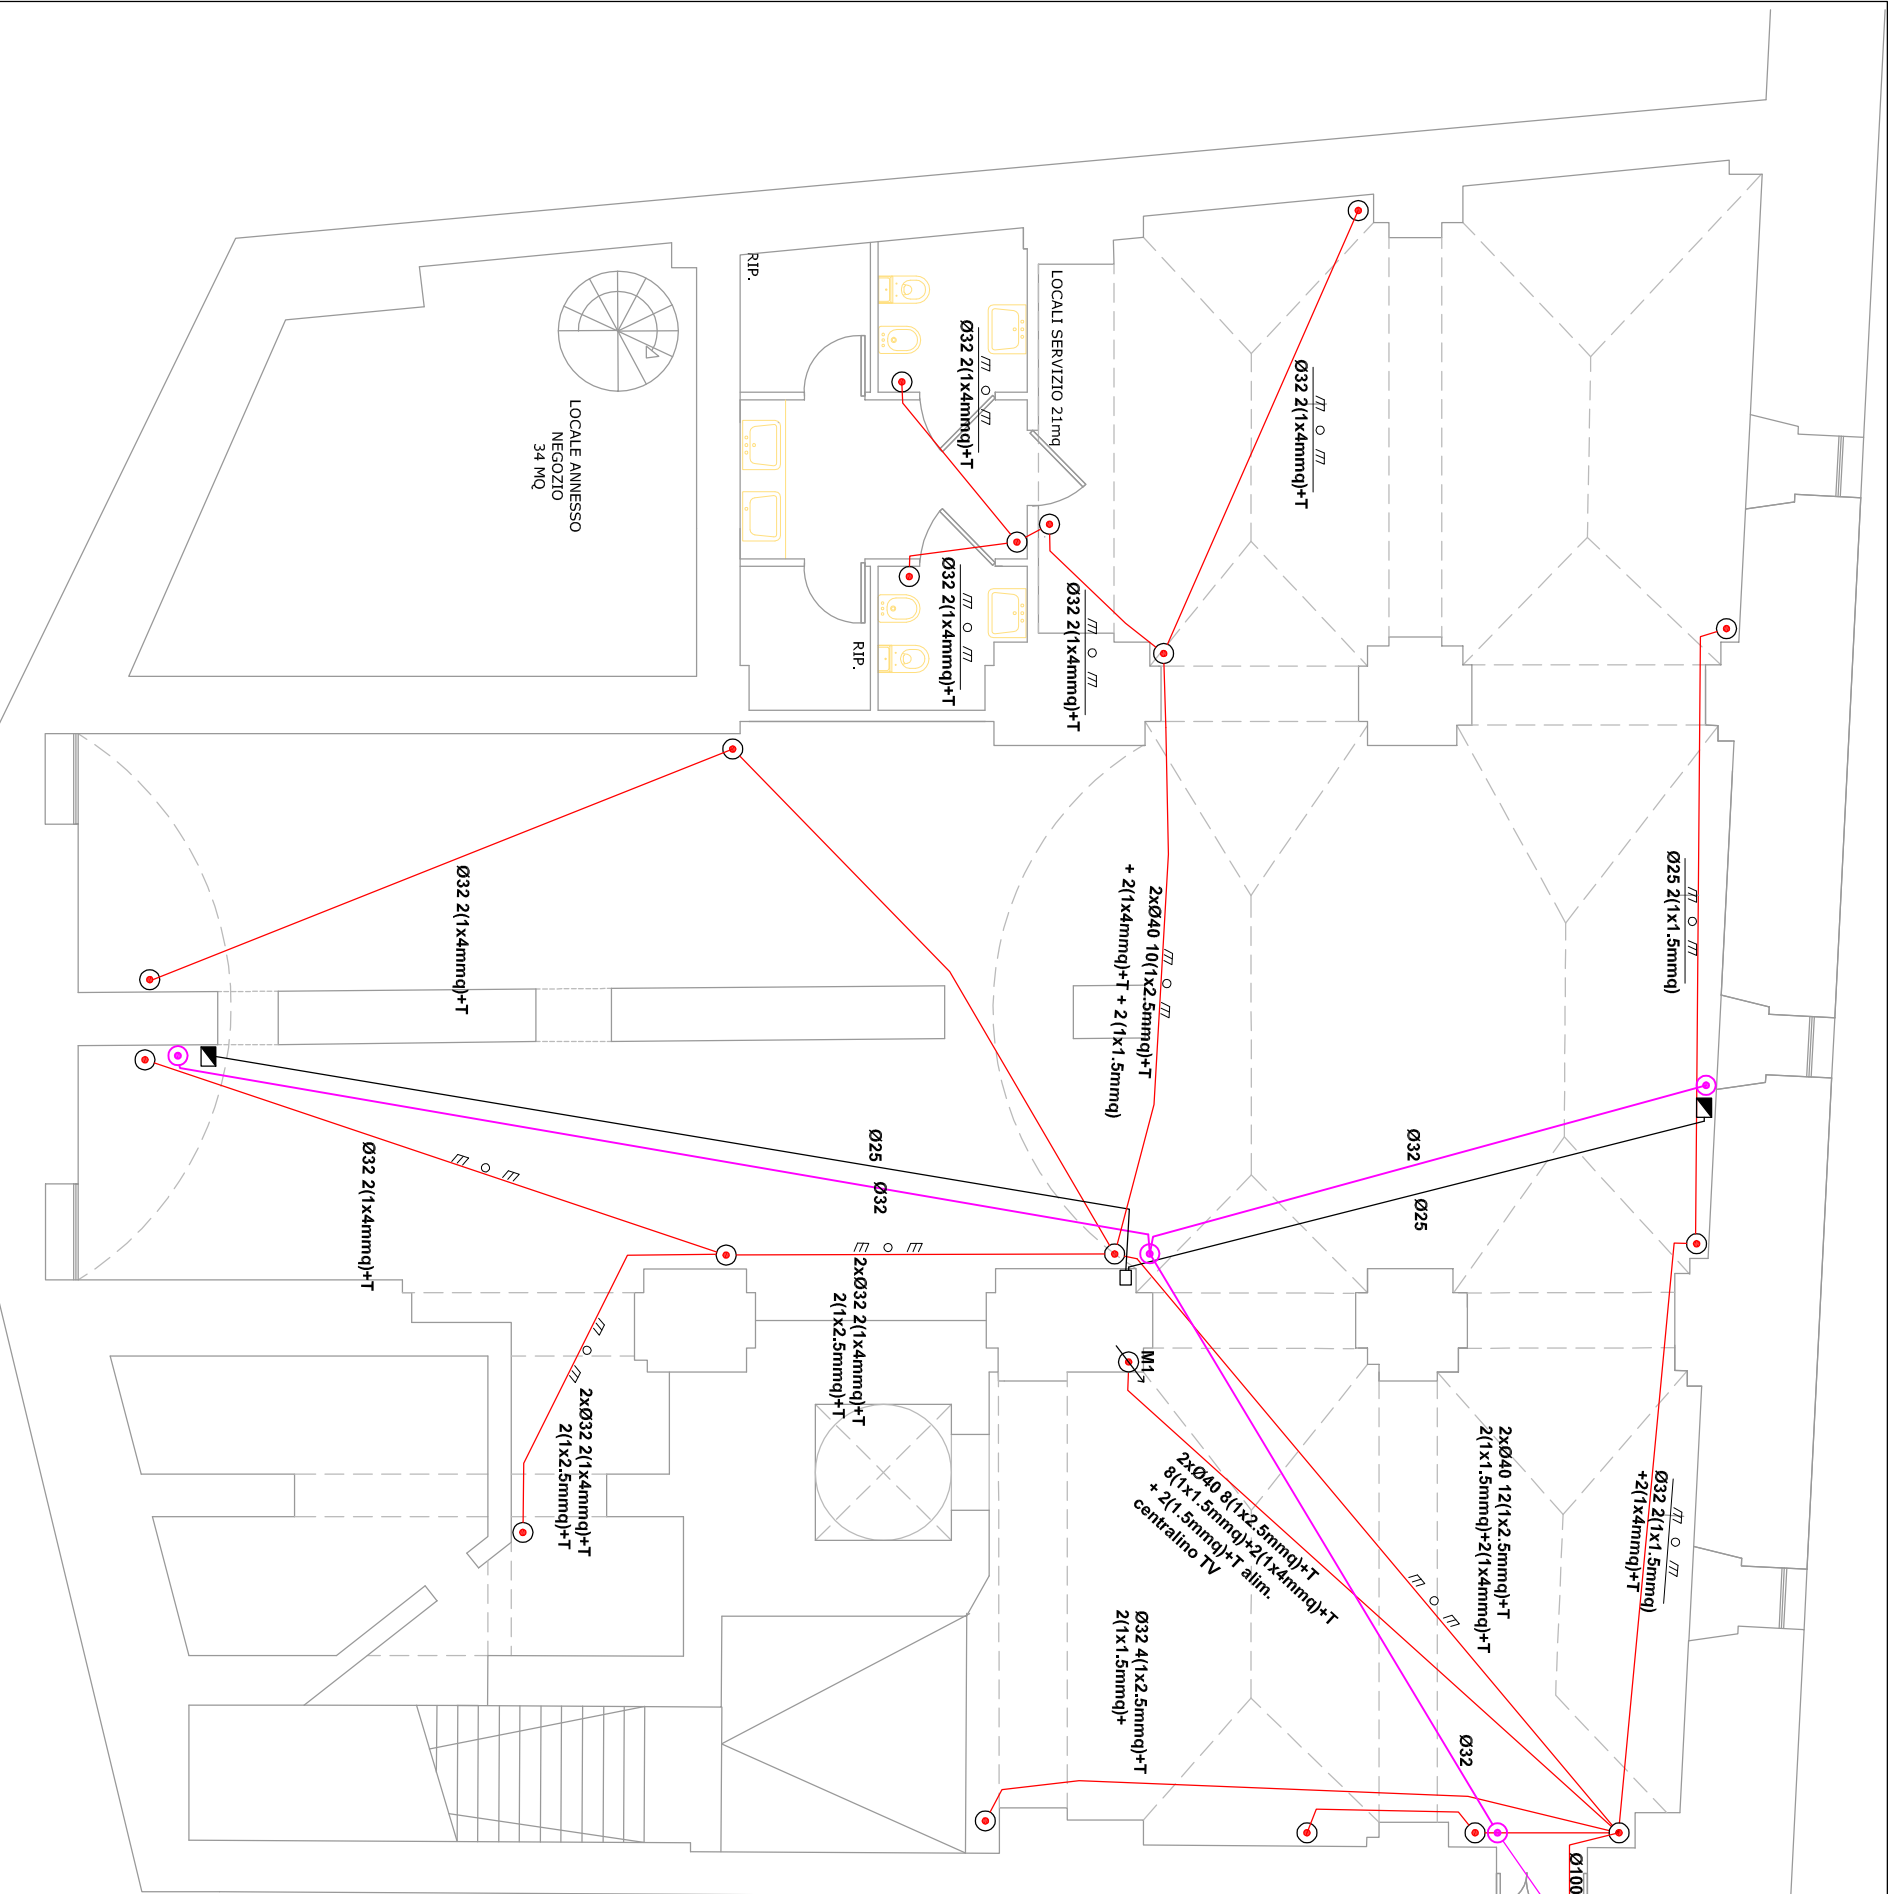 RIP.
LOCALI SERVIZIO 21mq
Ø32 2(1x4mmq)+T
Ø32 2(1x4mmq)+T
LOCALE ANNESSO
NEGOZIO
34 MQ
Ø32 2(1x4mmq)+T
Ø32 2(1x4mmq)+T
RIP.
Ø25 2(1x1.5mmq)
Ø32 2(1x4mmq)+T
2xØ40 10(1x2.5mmq)+T
+ 2(1x4mmq)+T + 2(1x1.5mmq)
Ø25
Ø32
Ø32
Ø25
Ø32 2(1x4mmq)+T
2xØ32 2(1x4mmq)+T
2(1x2.5mmq)+T
M1
2xØ32 2(1x4mmq)+T
2(1x2.5mmq)+T
2xØ40 8(1x2.5mmq)+T
8(1x1.5mmq)+2(1x4mmq)+T
+ 2(1.5mmq)+T alim.
centralino TV
2xØ40 12(1x2.5mmq)+T
2(1x1.5mmq)+2(1x4mmq)+T
Ø32 2(1x1.5mmq)
+2(1x4mmq)+T
Ø32 4(1x2.5mmq)+T
2(1x1.5mmq)+
Ø32
Ø100